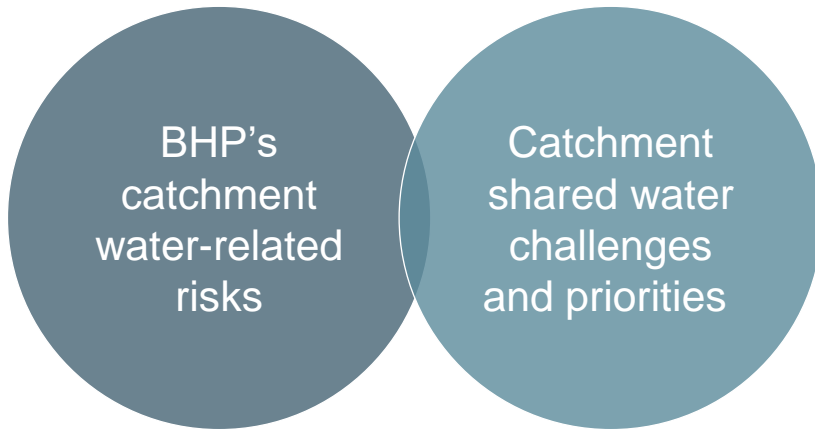 BHP’s
catchment
water-related
risks
Catchment
shared water
challenges
and priorities